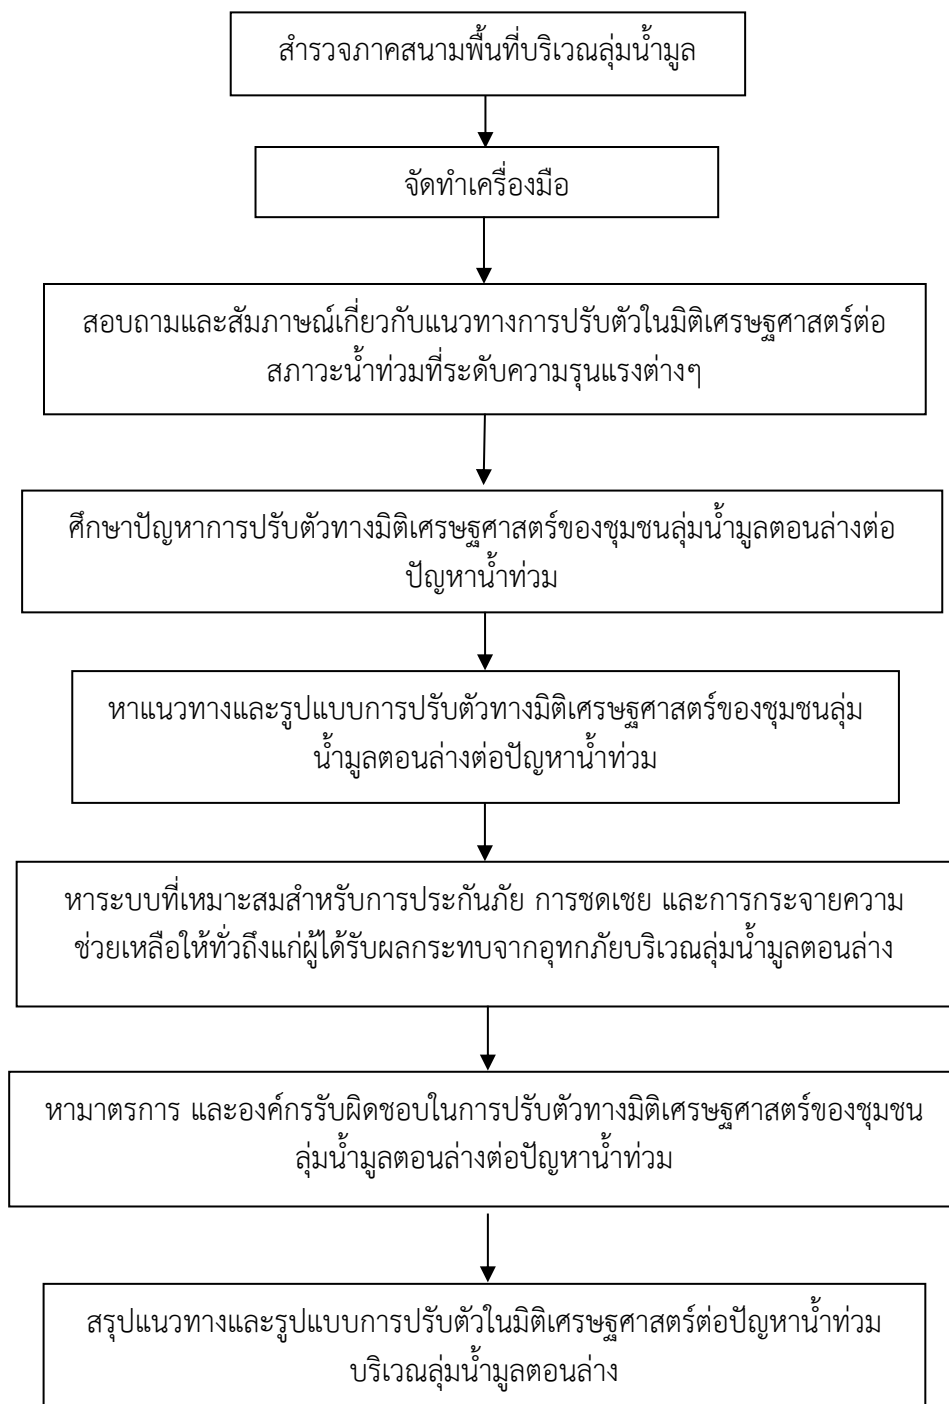 สำรวจภาคสนามพื้นที่บริเวณลุ่มน้ำมูล
จัดทำเครื่องมือ
สอบถามและสัมภาษณ์เกี่ยวกับแนวทางการปรับตัวในมิติเศรษฐศาสตร์ต่อ
สภาวะน้ำท่วมที่ระดับความรุนแรงต่างๆ
ศึกษาปัญหาการปรับตัวทางมิติเศรษฐศาสตร์ของชุมชนลุ่มน้ำมูลตอนล่างต่อ
ปัญหาน้ำท่วม
หาแนวทางและรูปแบบการปรับตัวทางมิติเศรษฐศาสตร์ของชุมชนลุ่ม
น้ำมูลตอนล่างต่อปัญหาน้ำท่วม
หาระบบที่เหมาะสมสำหรับการประกันภัย การชดเชย และการกระจายความ
ช่วยเหลือให้ทั่วถึงแก่ผู้ได้รับผลกระทบจากอุทกภัยบริเวณลุ่มน้ำมูลตอนล่าง
หามาตรการ และองค์กรรับผิดชอบในการปรับตัวทางมิติเศรษฐศาสตร์ของชุมชน
ลุ่มน้ำมูลตอนล่างต่อปัญหาน้ำท่วม
สรุปแนวทางและรูปแบบการปรับตัวในมิติเศรษฐศาสตร์ต่อปัญหาน้ำท่วม
บริเวณลุ่มน้ำมูลตอนล่าง